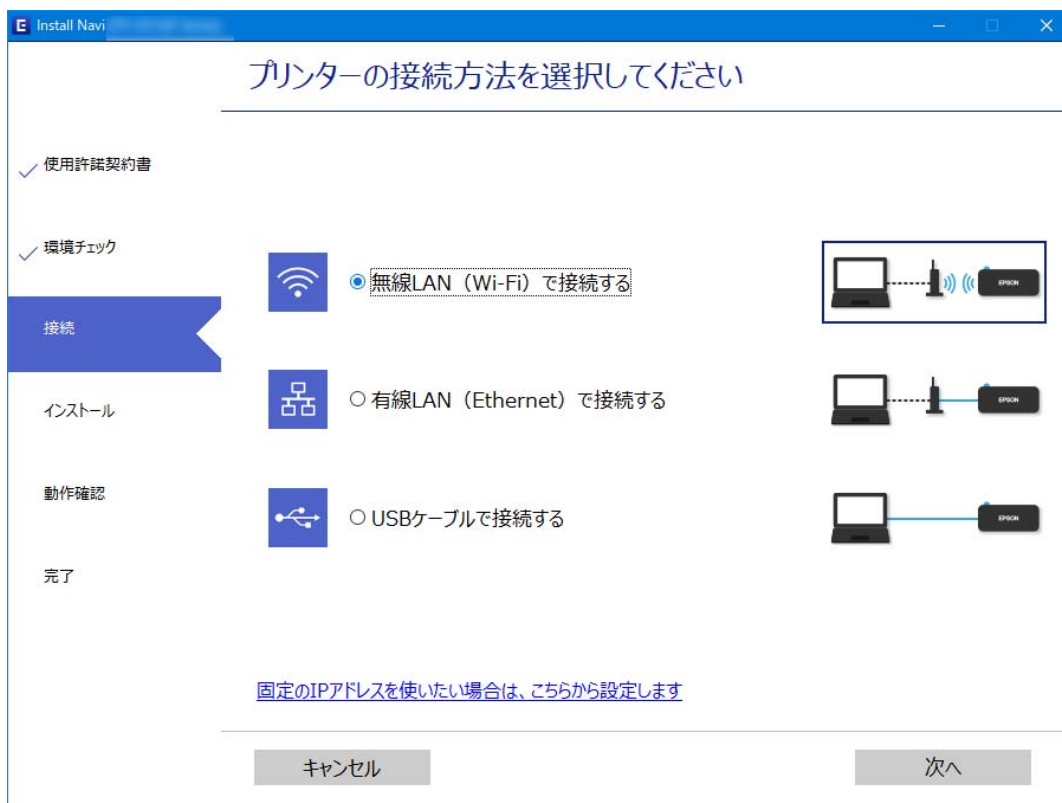 Install Navi
プリンターの接続方法を選択してください
使用許諾契約書
環境チェック
接続
インストール
動作確認
完了
無線LAN（Wi-Fi）で接続する
EPSON
有線LAN（Ethernet）で接続する
EPSON
USBケーブルで接続する
EPSON
固定のIPアドレスを使いたい場合は、こちらから設定します
キャンセル
次へ